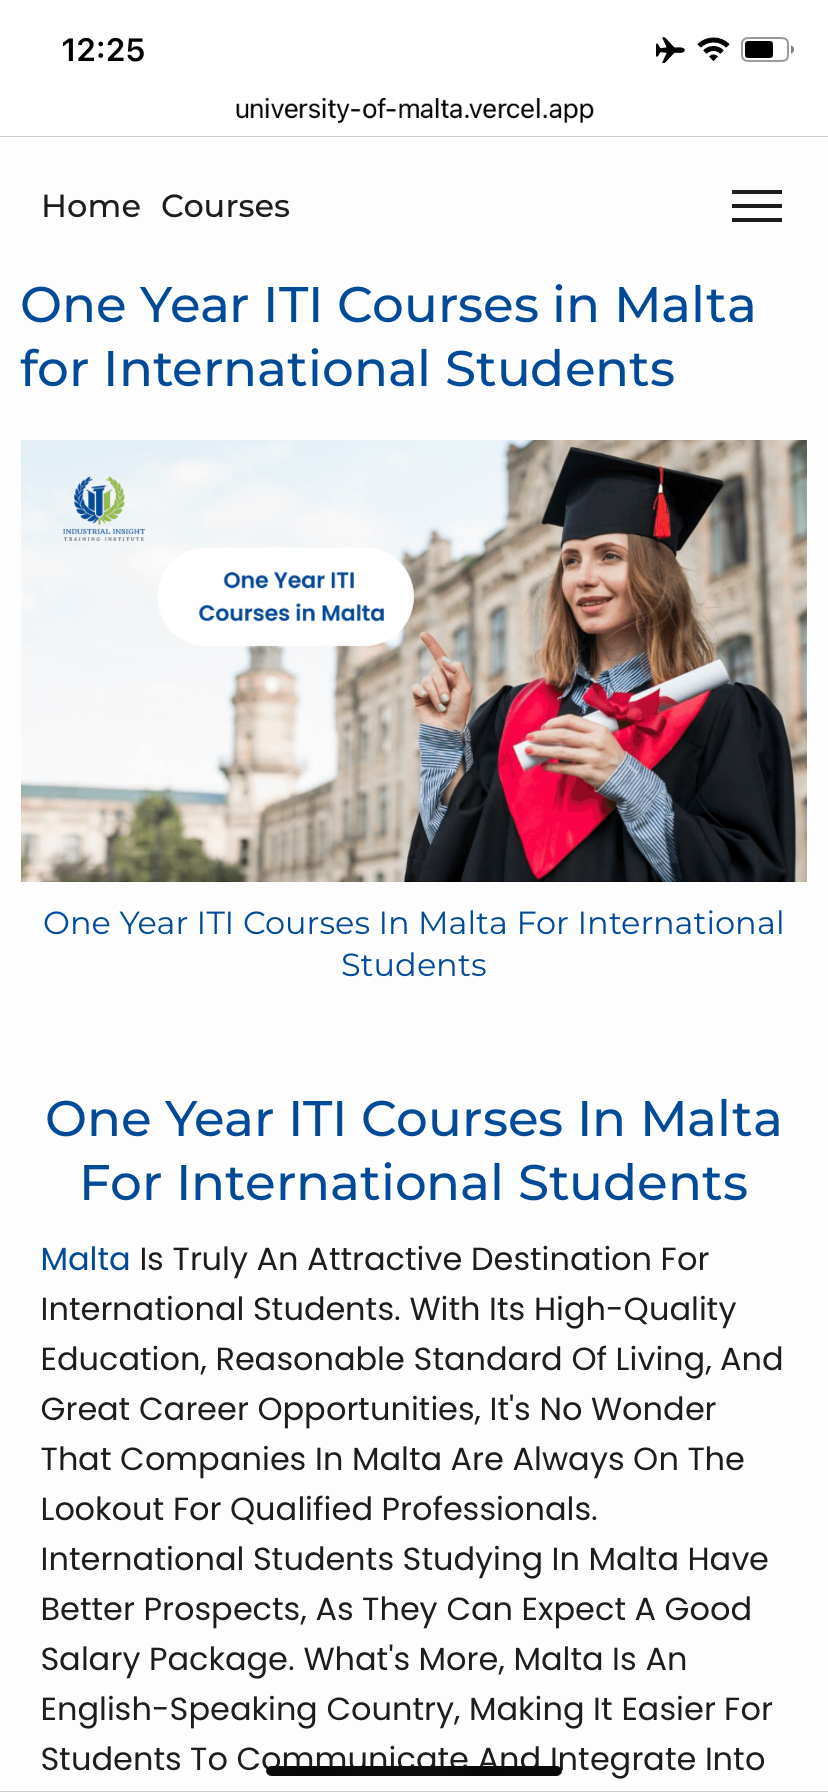 12:25
university-of-malta.vercel.app
Home Courses
One Year ITI Courses in Malta
for International Students
INDUSTRIAL INSIGHT
TRAINING INSTITUTE
One Year ITI
Courses in Malta
One Year ITI Courses In Malta For International
Students
One Year ITI Courses In Malta
For International Students
Malta Is Truly An Attractive Destination For
International Students. With Its High-Quality
Education, Reasonable Standard Of Living, And
Great Career Opportunities, It's No Wonder
That Companies In Malta Are Always On The
Lookout For Qualified Professionals.
International Students Studying In Malta Have
Better Prospects, As They Can Expect A Good
Salary Package. What's More, Malta Is An
English-Speaking Country, Making It Easier For
Students To Communicate And Integrate Into